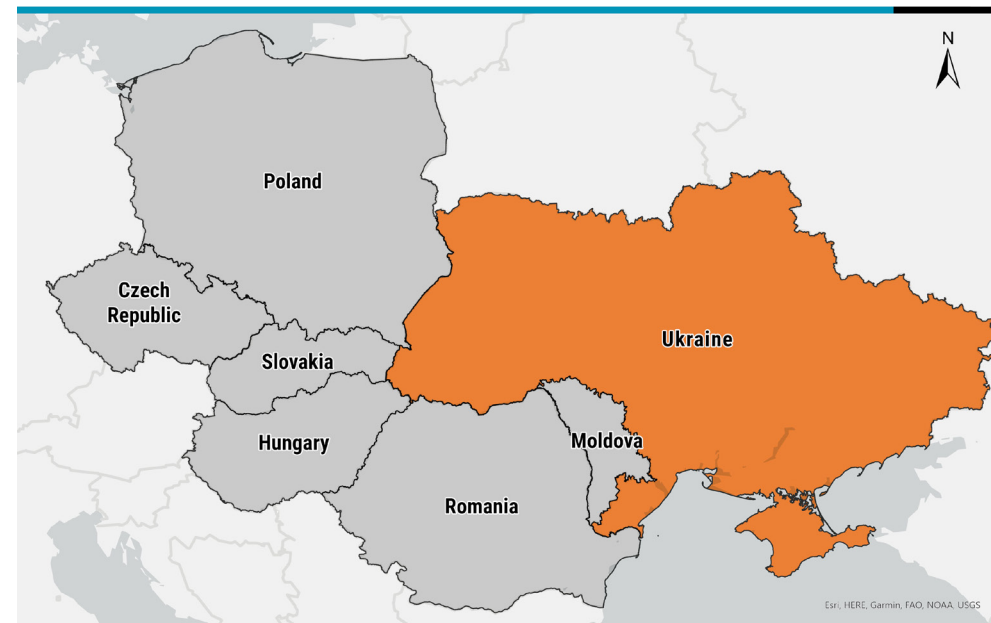 N
Poland
Czech
Republic
Ukraine
Slovakia
Moldova
Hungary
Romania
Esri, HERE, Garmin, FAO, NOAA, USGS